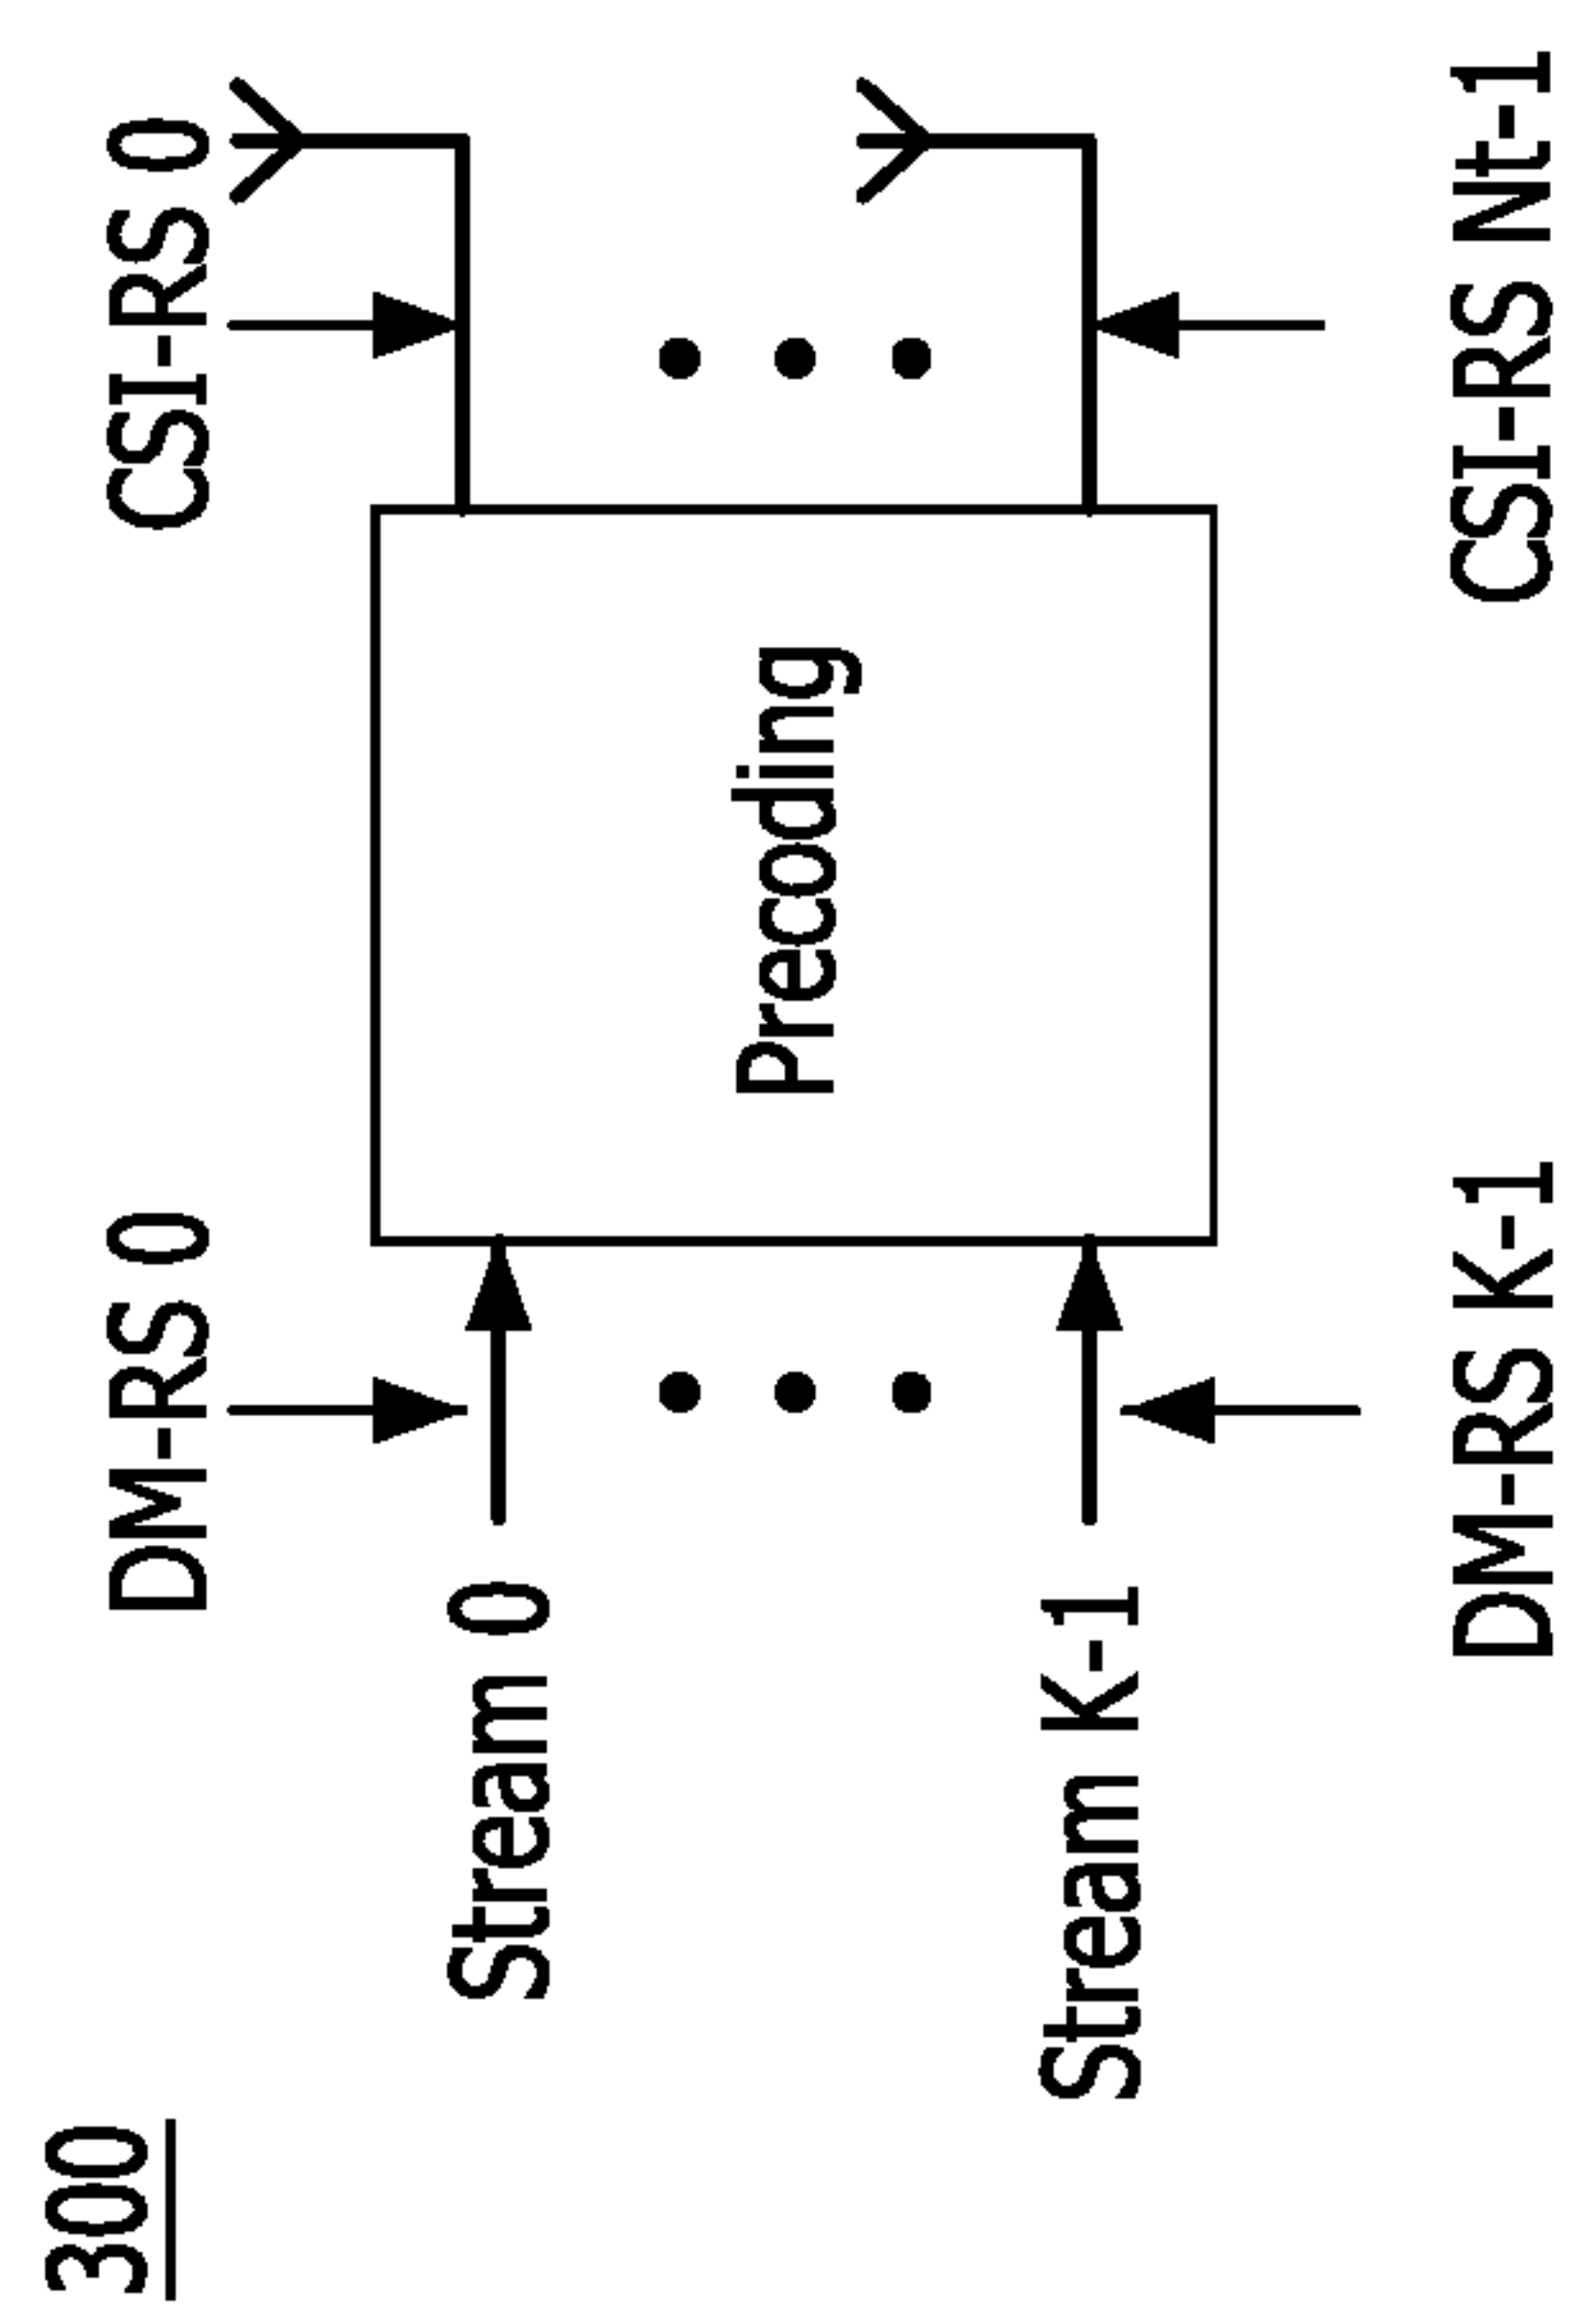 300
DM-RS 0
CSI-RS 0
Stream 0
Precoding
Stream K-1
DM-RS K-1
CSI-RS Nt-1